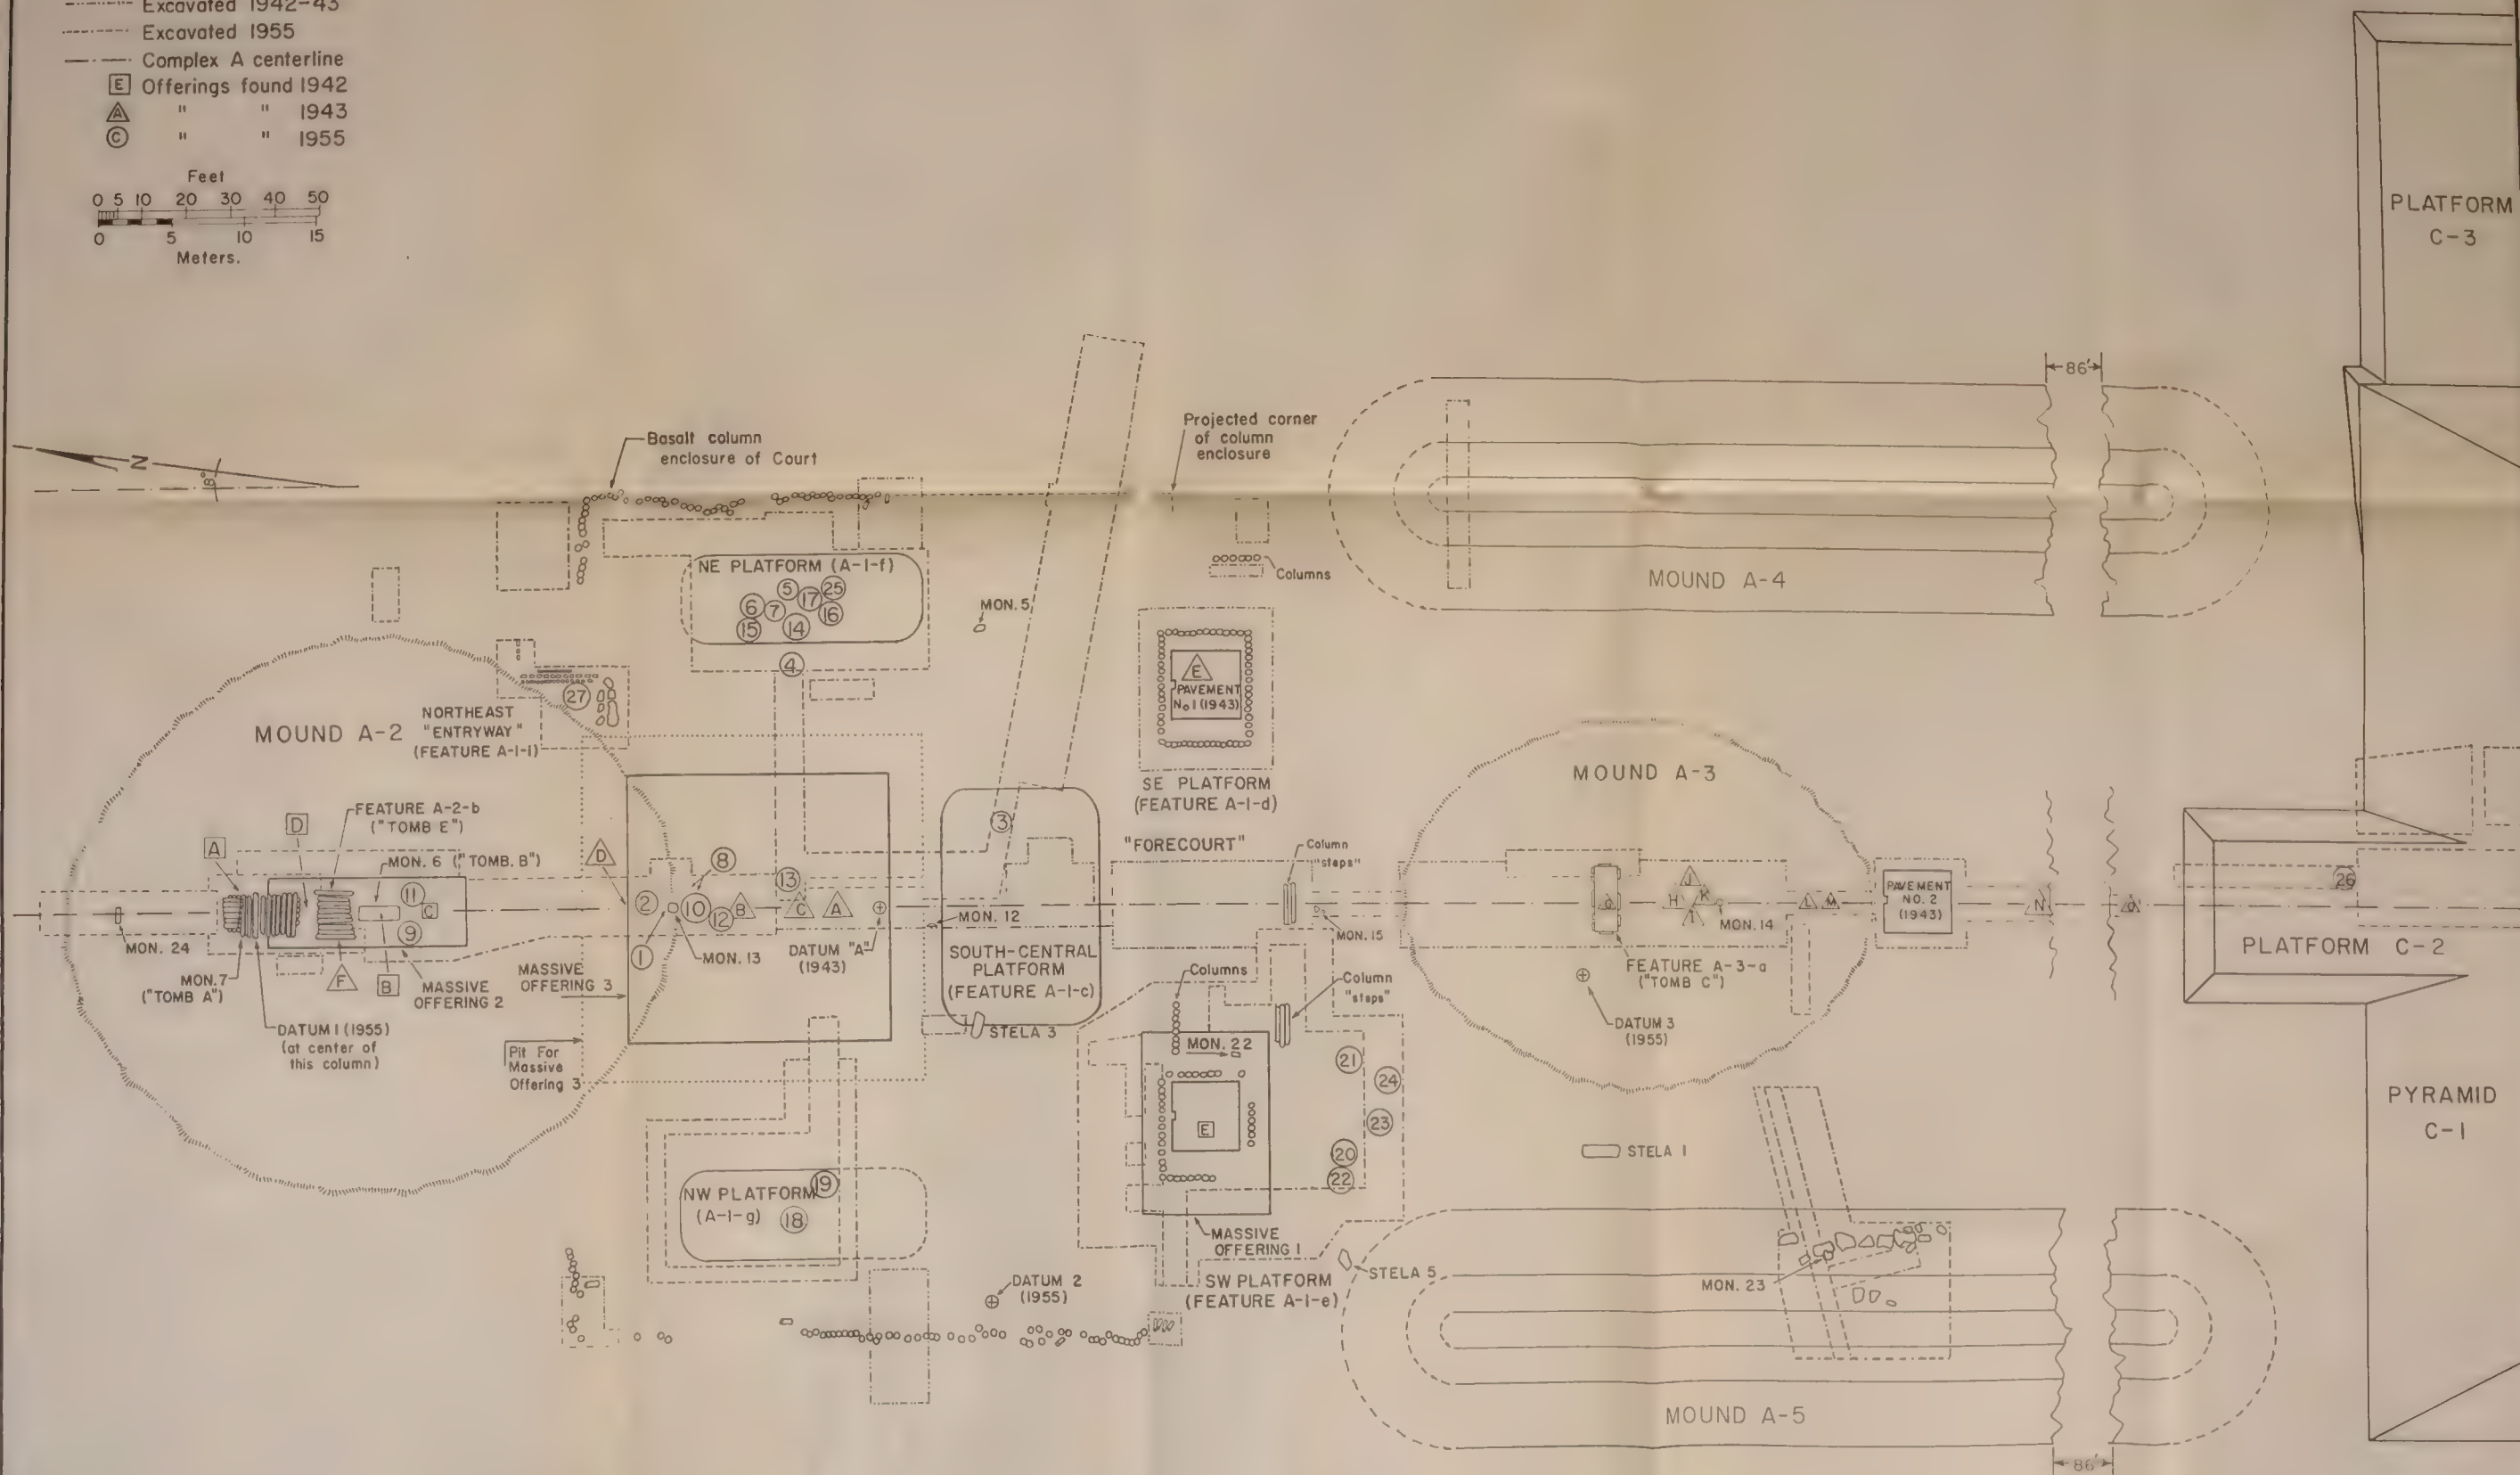 Excavated 1942-43
Excavated 1955
Complex A centerline
E Offerings found 1942
A " " 1943
C " " 1955
Feet
0 5 10 20 30 40 50
0 5 10 15
Meters.
PLATFORM
C-3
86'
N
8°
Basalt column
enclosure of Court
Projected corner
of column
enclosure
NE PLATFORM (A-1-f)
5 25
6 7 17 16
15 14
4
MON. 5
Columns
MOUND A-4
E
PAVEMENT
No 1 (1943)
SE PLATFORM
(FEATURE A-1-d)
27
MOUND A-2
NORTHEAST
"ENTRYWAY"
(FEATURE A-1-i)
MOUND A-3
FEATURE A-2-b
("TOMB E")
D
A
MON. 6 ("TOMB. B")
11
C
9
D
8
13
2
10
12
B
C
A
1
MON. 13
DATUM "A"
(1943)
3
MON. 12
"FORECOURT"
Column
"steps"
MON. 15
J
H
K
I
MON. 14
L
M
PAVEMENT
NO. 2
(1943)
N
O
26
PLATFORM C-2
MON. 24
MON. 7
("TOMB A")
F
B
MASSIVE
OFFERING 2
MASSIVE
OFFERING 3
SOUTH-CENTRAL
PLATFORM
(FEATURE A-1-c)
Columns
Column
"steps"
FEATURE A-3-a
("TOMB C")
DATUM 3
(1955)
DATUM 1 (1955)
(at center of
this column)
Pit For
Massive
Offering 3
STELA 3
MON. 22
E
21
24
23
20
22
STELA 1
PYRAMID
C-1
NW PLATFORM
(A-1-g)
19
18
MASSIVE
OFFERING 1
SW PLATFORM
(FEATURE A-1-e)
STELA 5
DATUM 2
(1955)
MON. 23
MOUND A-5
86'